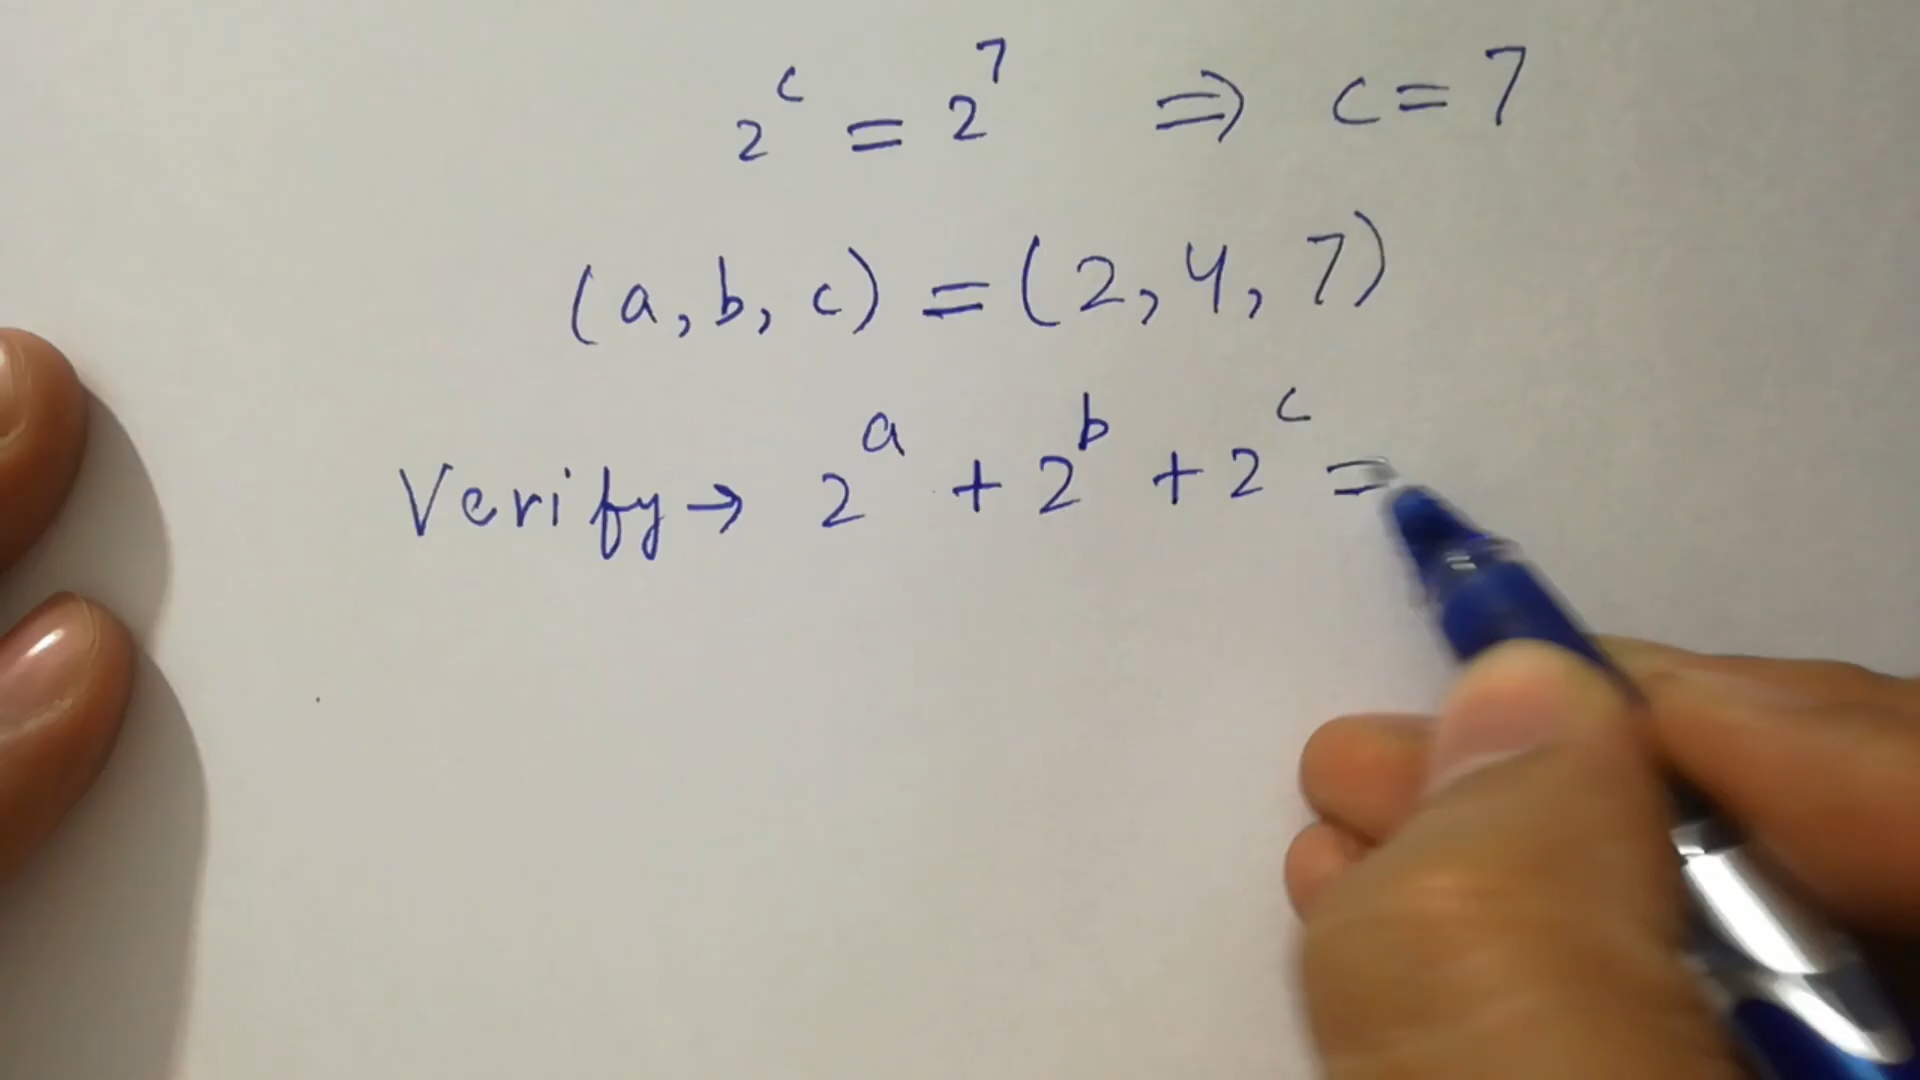 2^c = 2^7 ⇒ c = 7
(a, b, c) = (2, 4, 7)
Verify → 2^a + 2^b + 2^c =